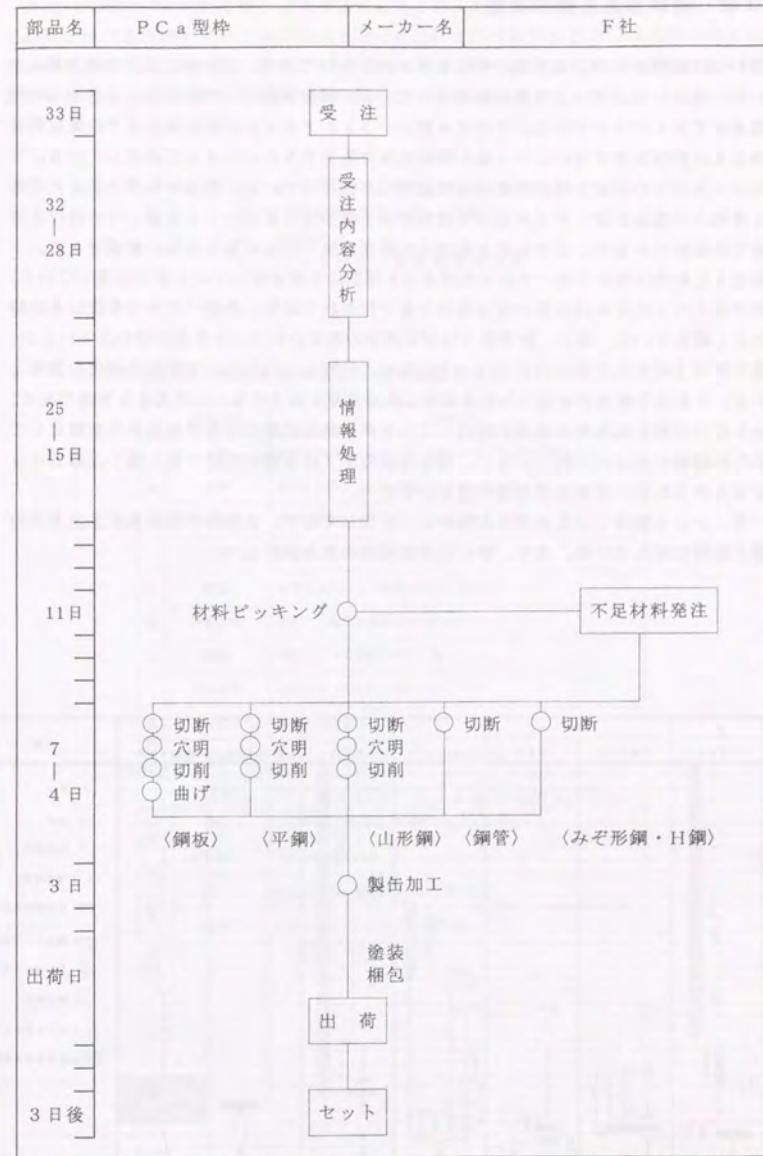 部品名 PCa型枠 メーカー名 F社
33日 受 注
32
｜
28日
受注内容分析
25
｜
15日
情報処理
11日 材料ピッキング 不足材料発注
切断 切断 切断 切断 切断
7 穴明 穴明 穴明
｜ 切削 切削 切削
4日 曲げ
〈鋼板〉 〈平鋼〉 〈山形鋼〉 〈鋼管〉 〈みぞ形鋼・H鋼〉
3日 製缶加工
塗装
出荷日 梱包
出 荷
3日後 セット